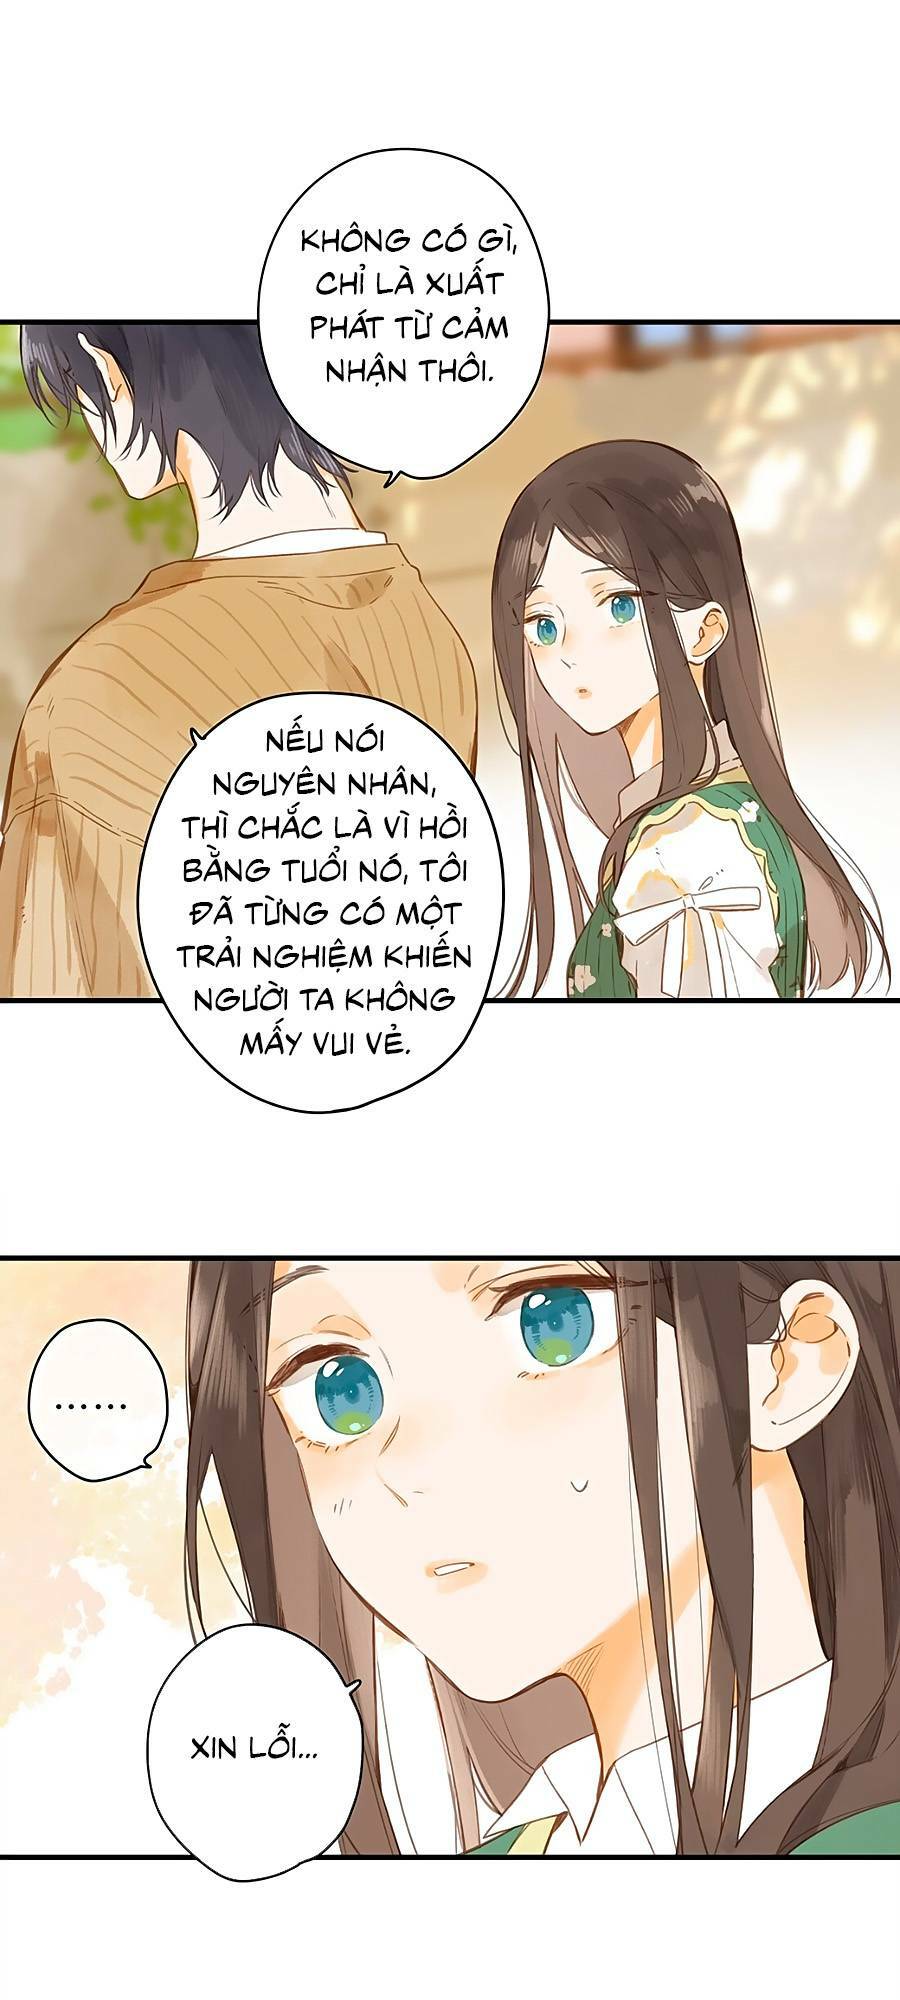 KHÔNG CÓ GÌ,
CHỈ LÀ XUẤT
PHÁT TỪ CẢM
NHẬN THÔI.
NẾU NÓI
NGUYÊN NHÂN,
THÌ CHẮC LÀ VÌ HỒI
BẰNG TUỔI NÓ, TÔI
ĐÃ TỪNG CÓ MỘT
TRẢI NGHIỆM KHIẾN
NGƯỜI TA KHÔNG
MẤY VUI VẺ.
......
XIN LỖI...